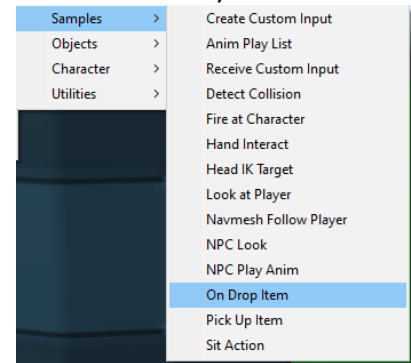 Samples >
Objects >
Character >
Utilities >
Create Custom Input
Anim Play List
Receive Custom Input
Detect Collision
Fire at Character
Hand Interact
Head IK Target
Look at Player
Navmesh Follow Player
NPC Look
NPC Play Anim
On Drop Item
Pick Up Item
Sit Action